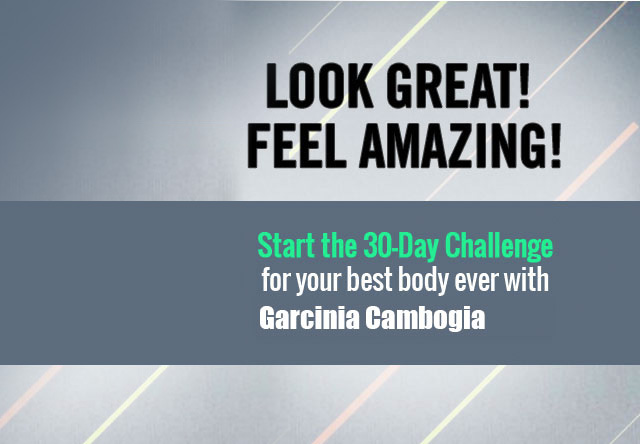 LOOK GREAT!
FEEL AMAZING!
Start the 30-Day Challenge
for your best body ever with
Garcinia Cambogia